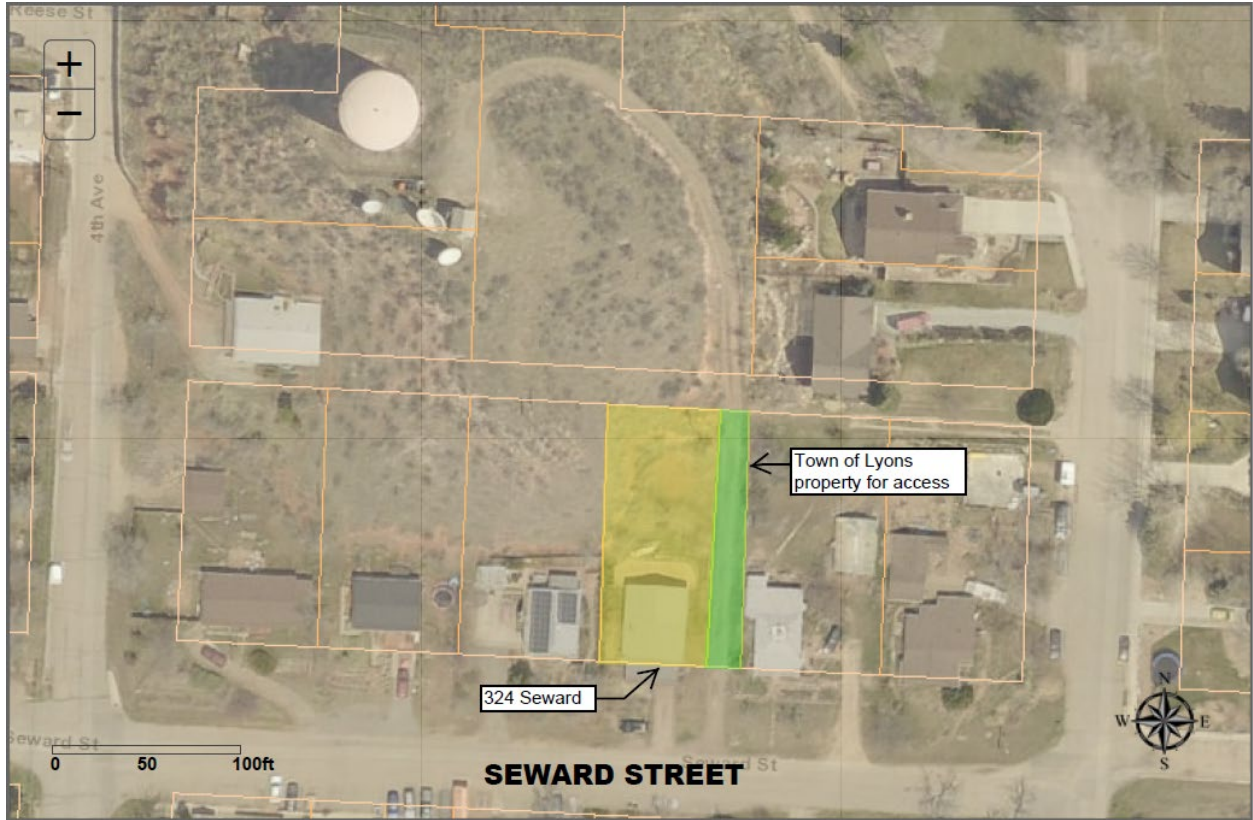 Reese St
+
−
4th Ave
Town of Lyons
property for access
324 Seward
N
W E
S
Seward St
0 50 100ft
SEWARD STREET
Seward St